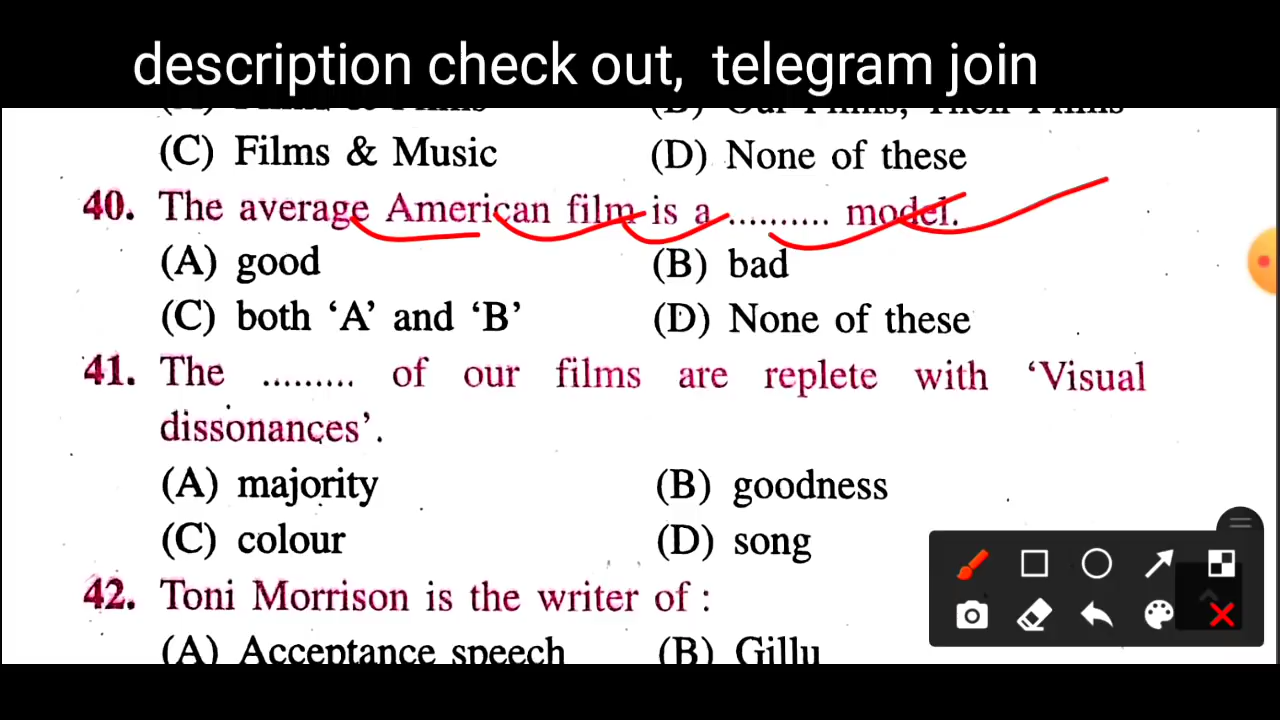 description check out, telegram join
(C) Films & Music (D) None of these
40. The average American film is a .......... model.
(A) good (B) bad
(C) both ‘A’ and ‘B’ (D) None of these
41. The ......... of our films are replete with ‘Visual
dissonances’.
(A) majority (B) goodness
(C) colour (D) song
42. Toni Morrison is the writer of :
(A) Acceptance speech (B) Gillu